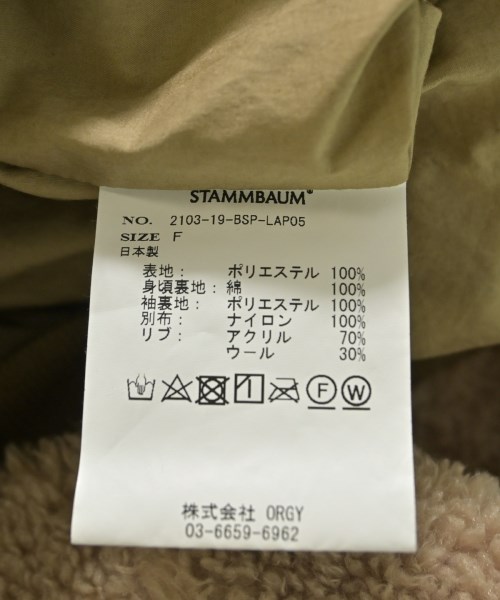 STAMMBAUM®
NO. 2103-19-BSP-LAP05
SIZE F
日本製
表地： ポリエステル 100%
身頃裏地：綿 100%
袖裏地： ポリエステル 100%
別布： ナイロン 100%
リブ： アクリル 70%
ウール 30%
F W
株式会社 ORGY
03-6659-6962